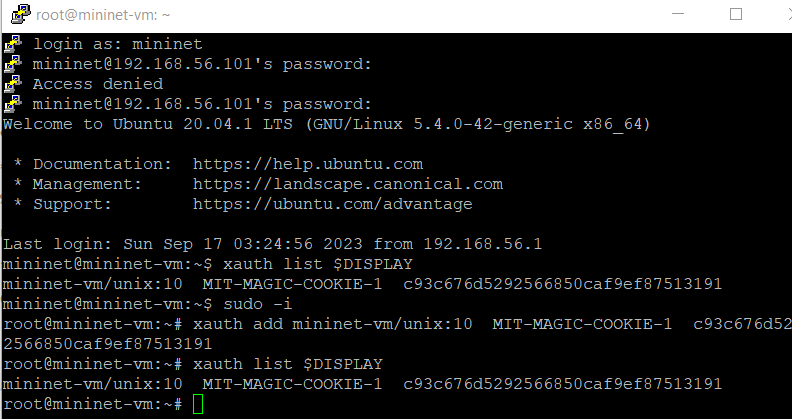 root@mininet-vm: ~
login as: mininet
mininet@192.168.56.101's password:
Access denied
mininet@192.168.56.101's password:
Welcome to Ubuntu 20.04.1 LTS (GNU/Linux 5.4.0-42-generic x86_64)
* Documentation:  https://help.ubuntu.com
* Management:     https://landscape.canonical.com
* Support:        https://ubuntu.com/advantage
Last login: Sun Sep 17 03:24:56 2023 from 192.168.56.1
mininet@mininet-vm:~$ xauth list $DISPLAY
mininet-vm/unix:10  MIT-MAGIC-COOKIE-1  c93c676d5292566850caf9ef87513191
mininet@mininet-vm:~$ sudo -i
root@mininet-vm:~# xauth add mininet-vm/unix:10  MIT-MAGIC-COOKIE-1  c93c676d52
92566850caf9ef87513191
root@mininet-vm:~# xauth list $DISPLAY
mininet-vm/unix:10  MIT-MAGIC-COOKIE-1  c93c676d5292566850caf9ef87513191
root@mininet-vm:~#